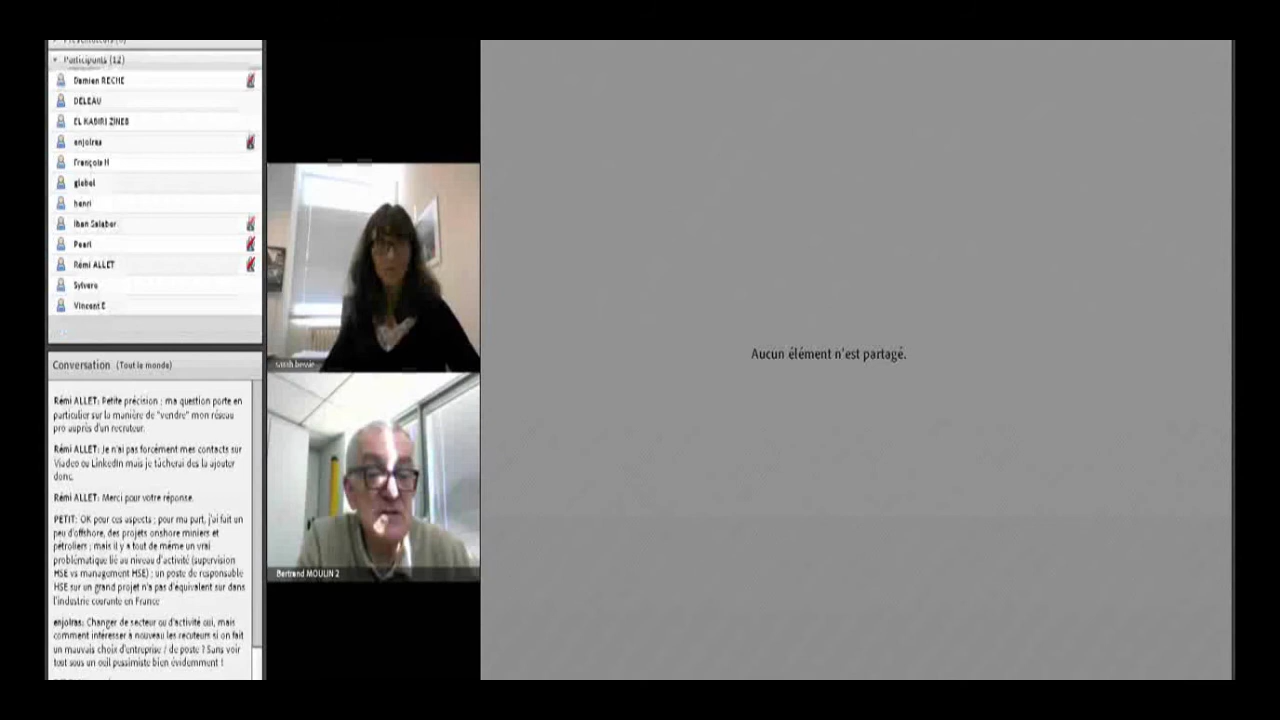 Participants (12)
Damien RECHE
DELEAU
EL KABIRI ZINEB
enjolras
François H
giebel
henri
Iban Salaber
Pearl
Rémi ALLET
Sylvere
Vincent E
Conversation (Tout le monde)
Rémi ALLET: Petite précision : ma question porte en
particulier sur la manière de "vendre" mon réseau
pro auprès d'un recruteur.
Rémi ALLET: Je n'ai pas forcément mes contacts sur
Viadeo ou LinkedIn mais je tâcherai des la ajouter
donc.
Rémi ALLET: Merci pour votre réponse.
PETIT: OK pour ces aspects ; pour ma part, j'ai fait un
peu d'offshore, des projets onshore miniers et
pétroliers ; mais il y a tout de même un vrai
problématique lié au niveau d'activité (supervision
HSE vs management HSE) ; un poste de responsable
HSE sur un grand projet n'a pas d'équivalent sur dans
l'industrie courante en France
enjolras: Changer de secteur ou d'activité oui, mais
comment intéresser à nouveau les recuteurs si on fait
un mauvais choix d'entreprise / de poste ? Sans voir
tout sous un oeil pessimiste bien évidemment !
sarah
Bertrand MOULIN 2
Aucun élément n'est partagé.